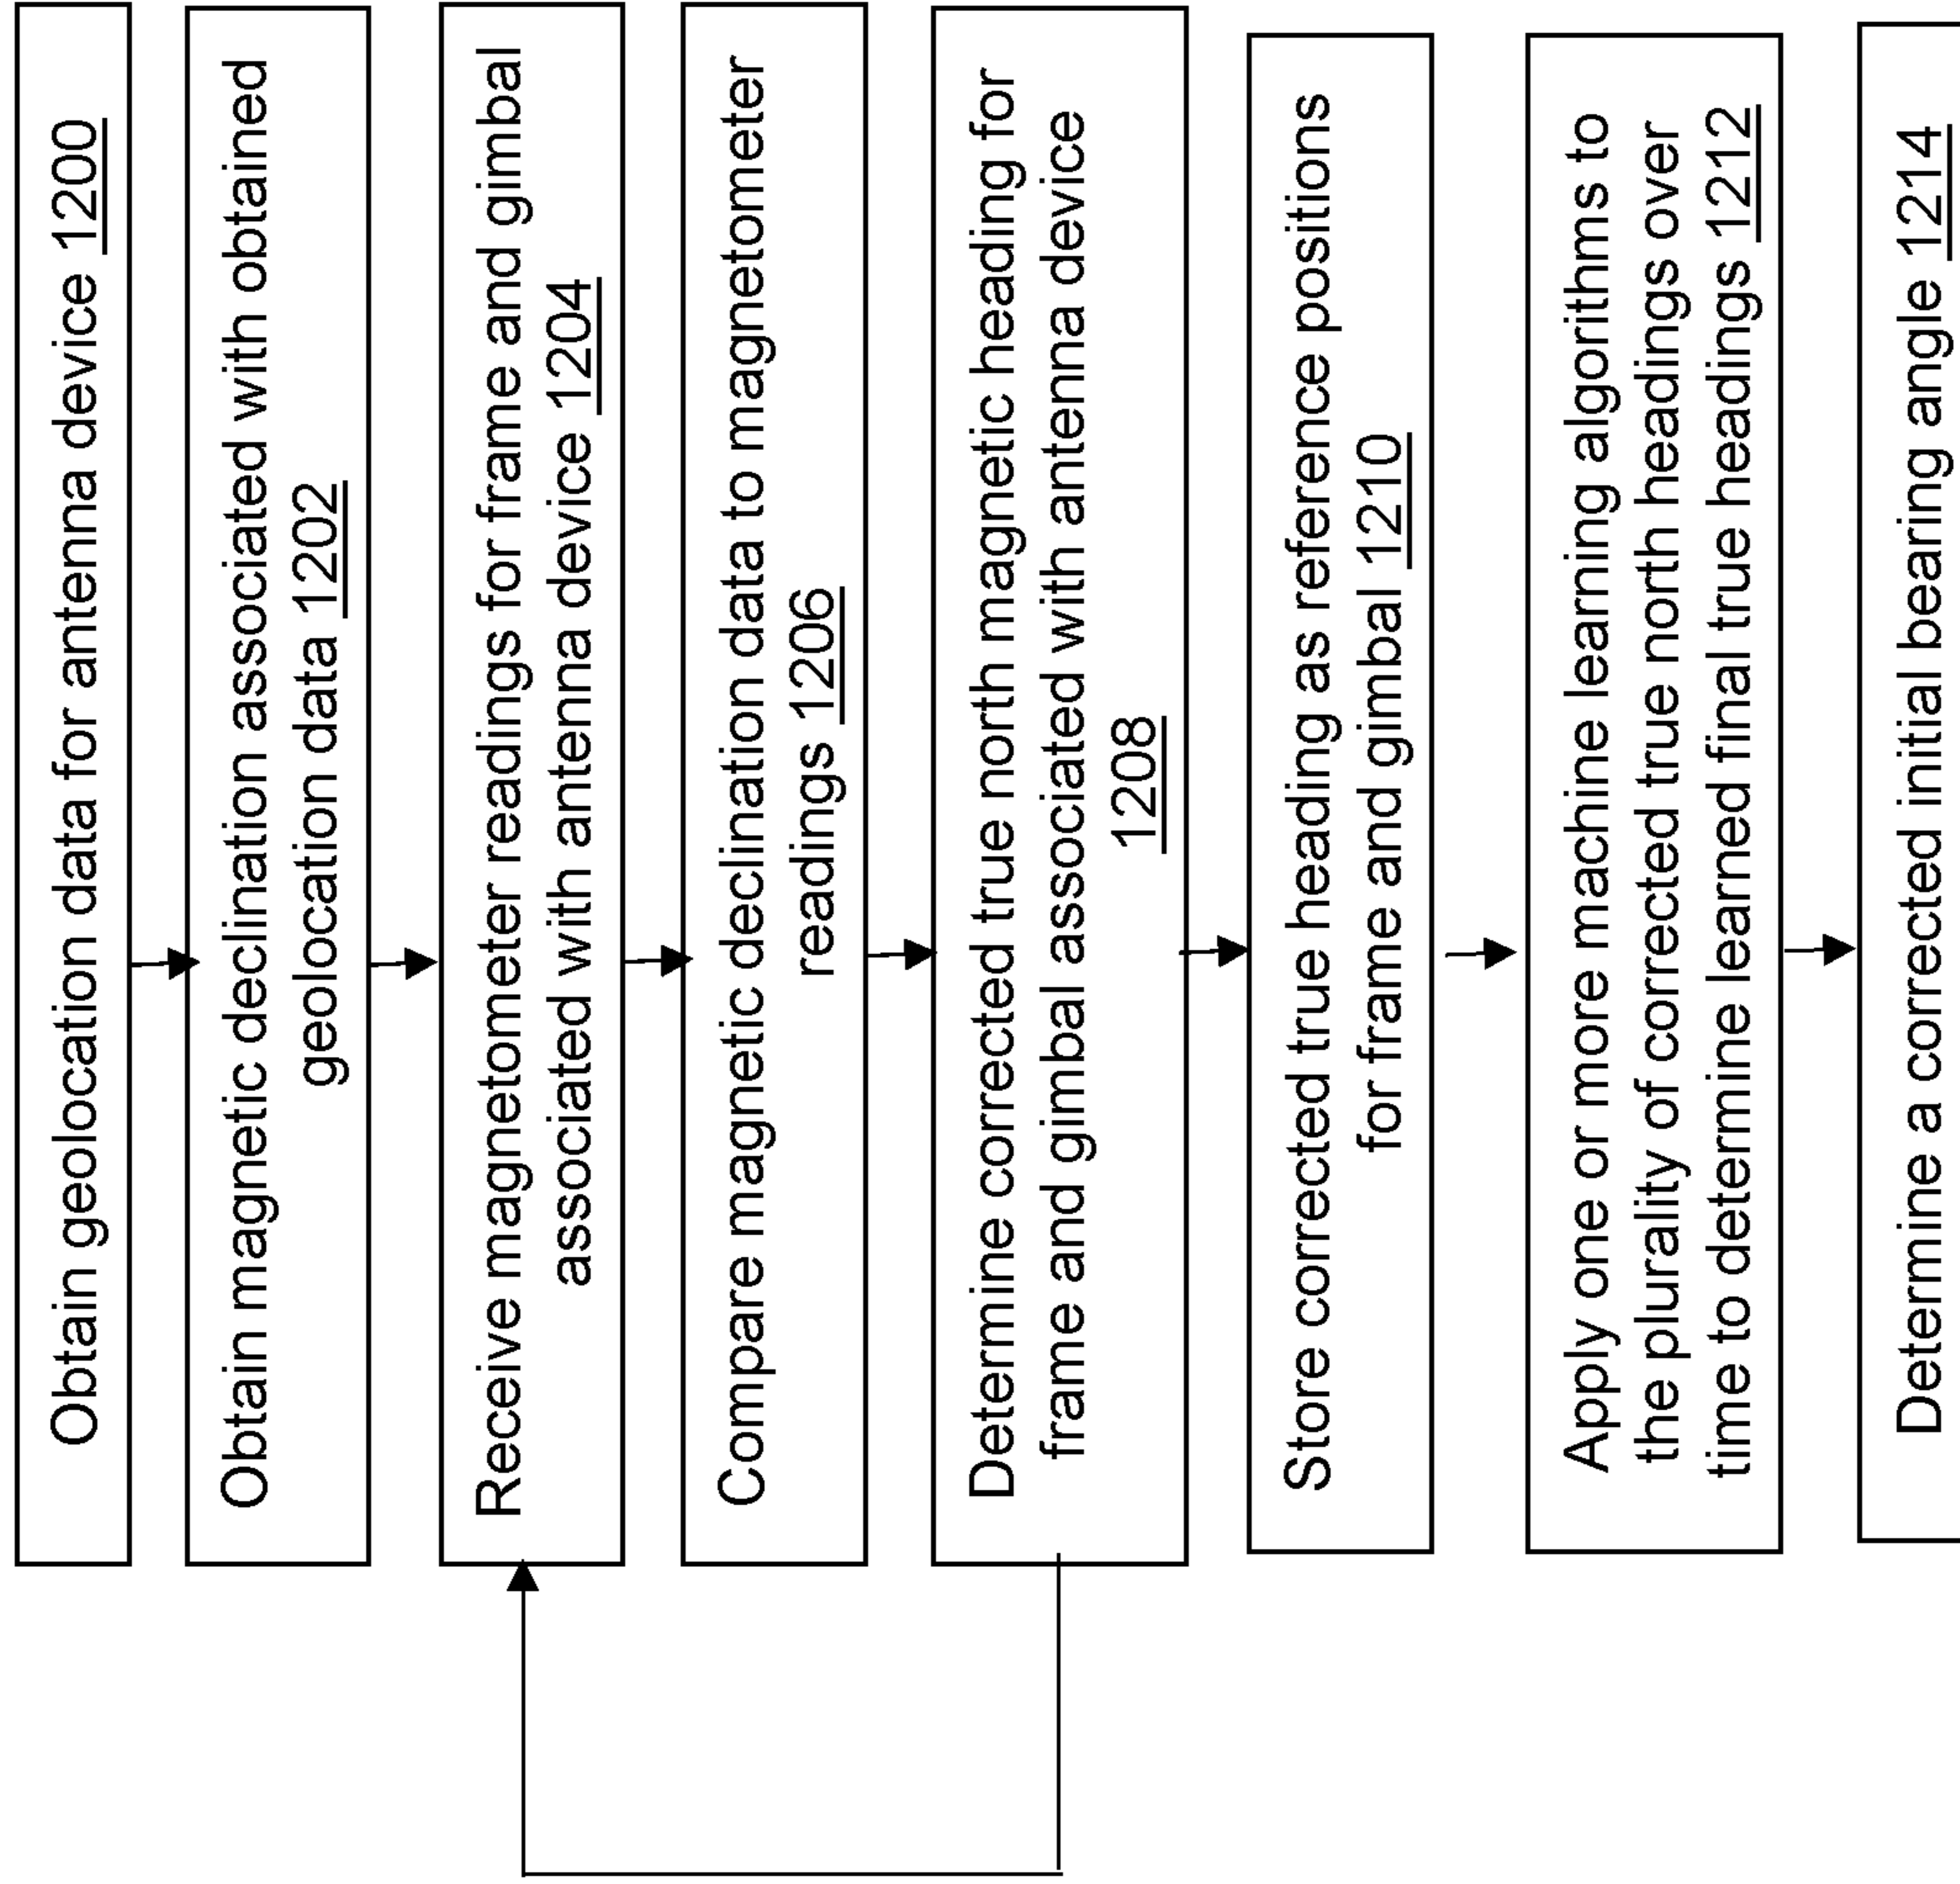 Obtain geolocation data for antenna device 1200
Obtain magnetic declination associated with obtained
geolocation data 1202
Receive magnetometer readings for frame and gimbal
associated with antenna device 1204
Compare magnetic declination data to magnetometer
readings 1206
Determine corrected true north magnetic heading for
frame and gimbal associated with antenna device
1208
Store corrected true heading as reference positions
for frame and gimbal 1210
Apply one or more machine learning algorithms to
the plurality of corrected true north headings over
time to determine learned final true headings 1212
Determine a corrected initial bearing angle 1214